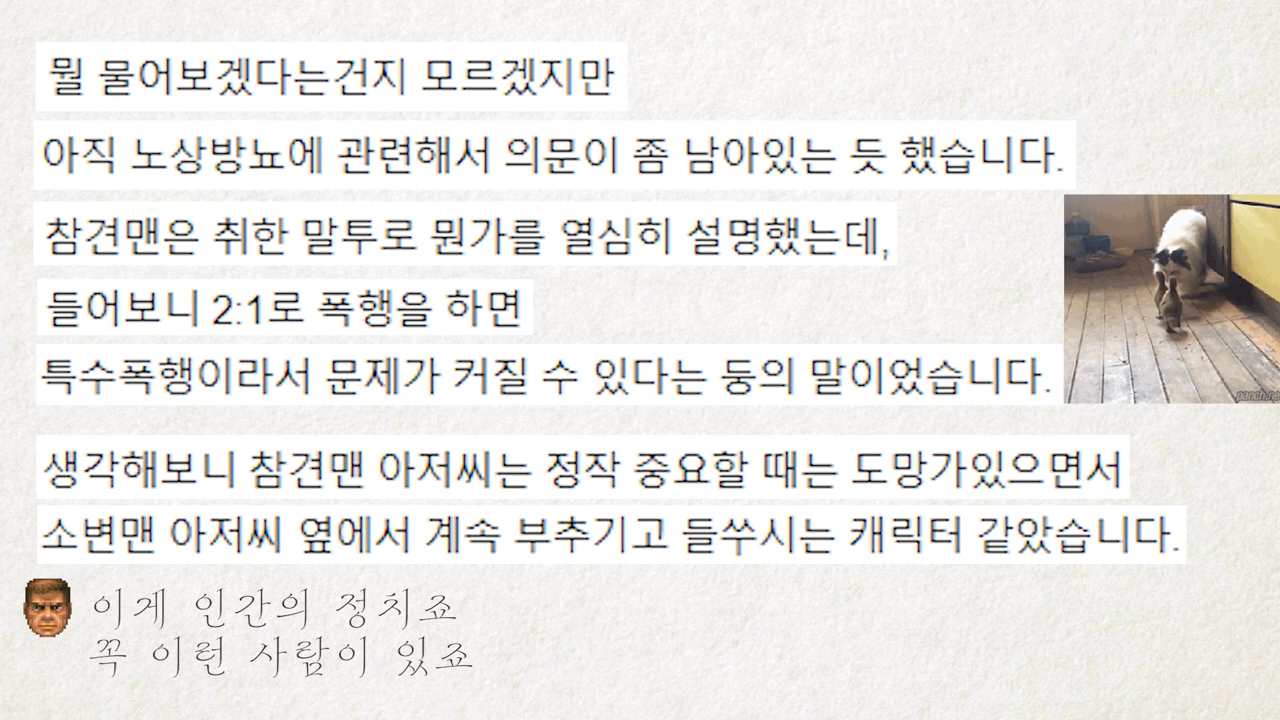 뭘 물어보겠다는건지 모르겠지만
아직 노상방뇨에 관련해서 의문이 좀 남아있는 듯 했습니다.
참견맨은 취한 말투로 뭔가를 열심히 설명했는데,
들어보니 2:1로 폭행을 하면
특수폭행이라서 문제가 커질 수 있다는 둥의 말이었습니다.
생각해보니 참견맨 아저씨는 정작 중요할 때는 도망가있으면서
소변맨 아저씨 옆에서 계속 부추기고 들쑤시는 캐릭터 같았습니다.
이게 인간의 정치죠
꼭 이런 사람이 있죠